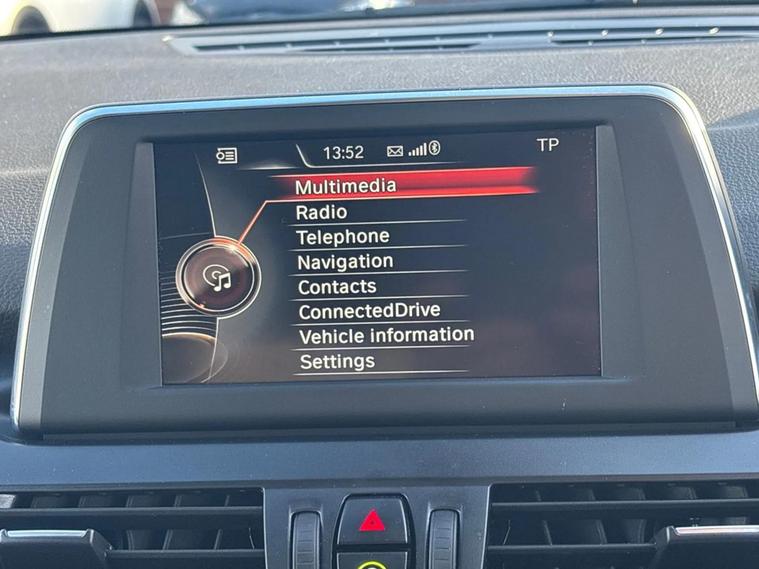 13:52 TP
Multimedia
Radio
Telephone
Navigation
Contacts
ConnectedDrive
Vehicle information
Settings